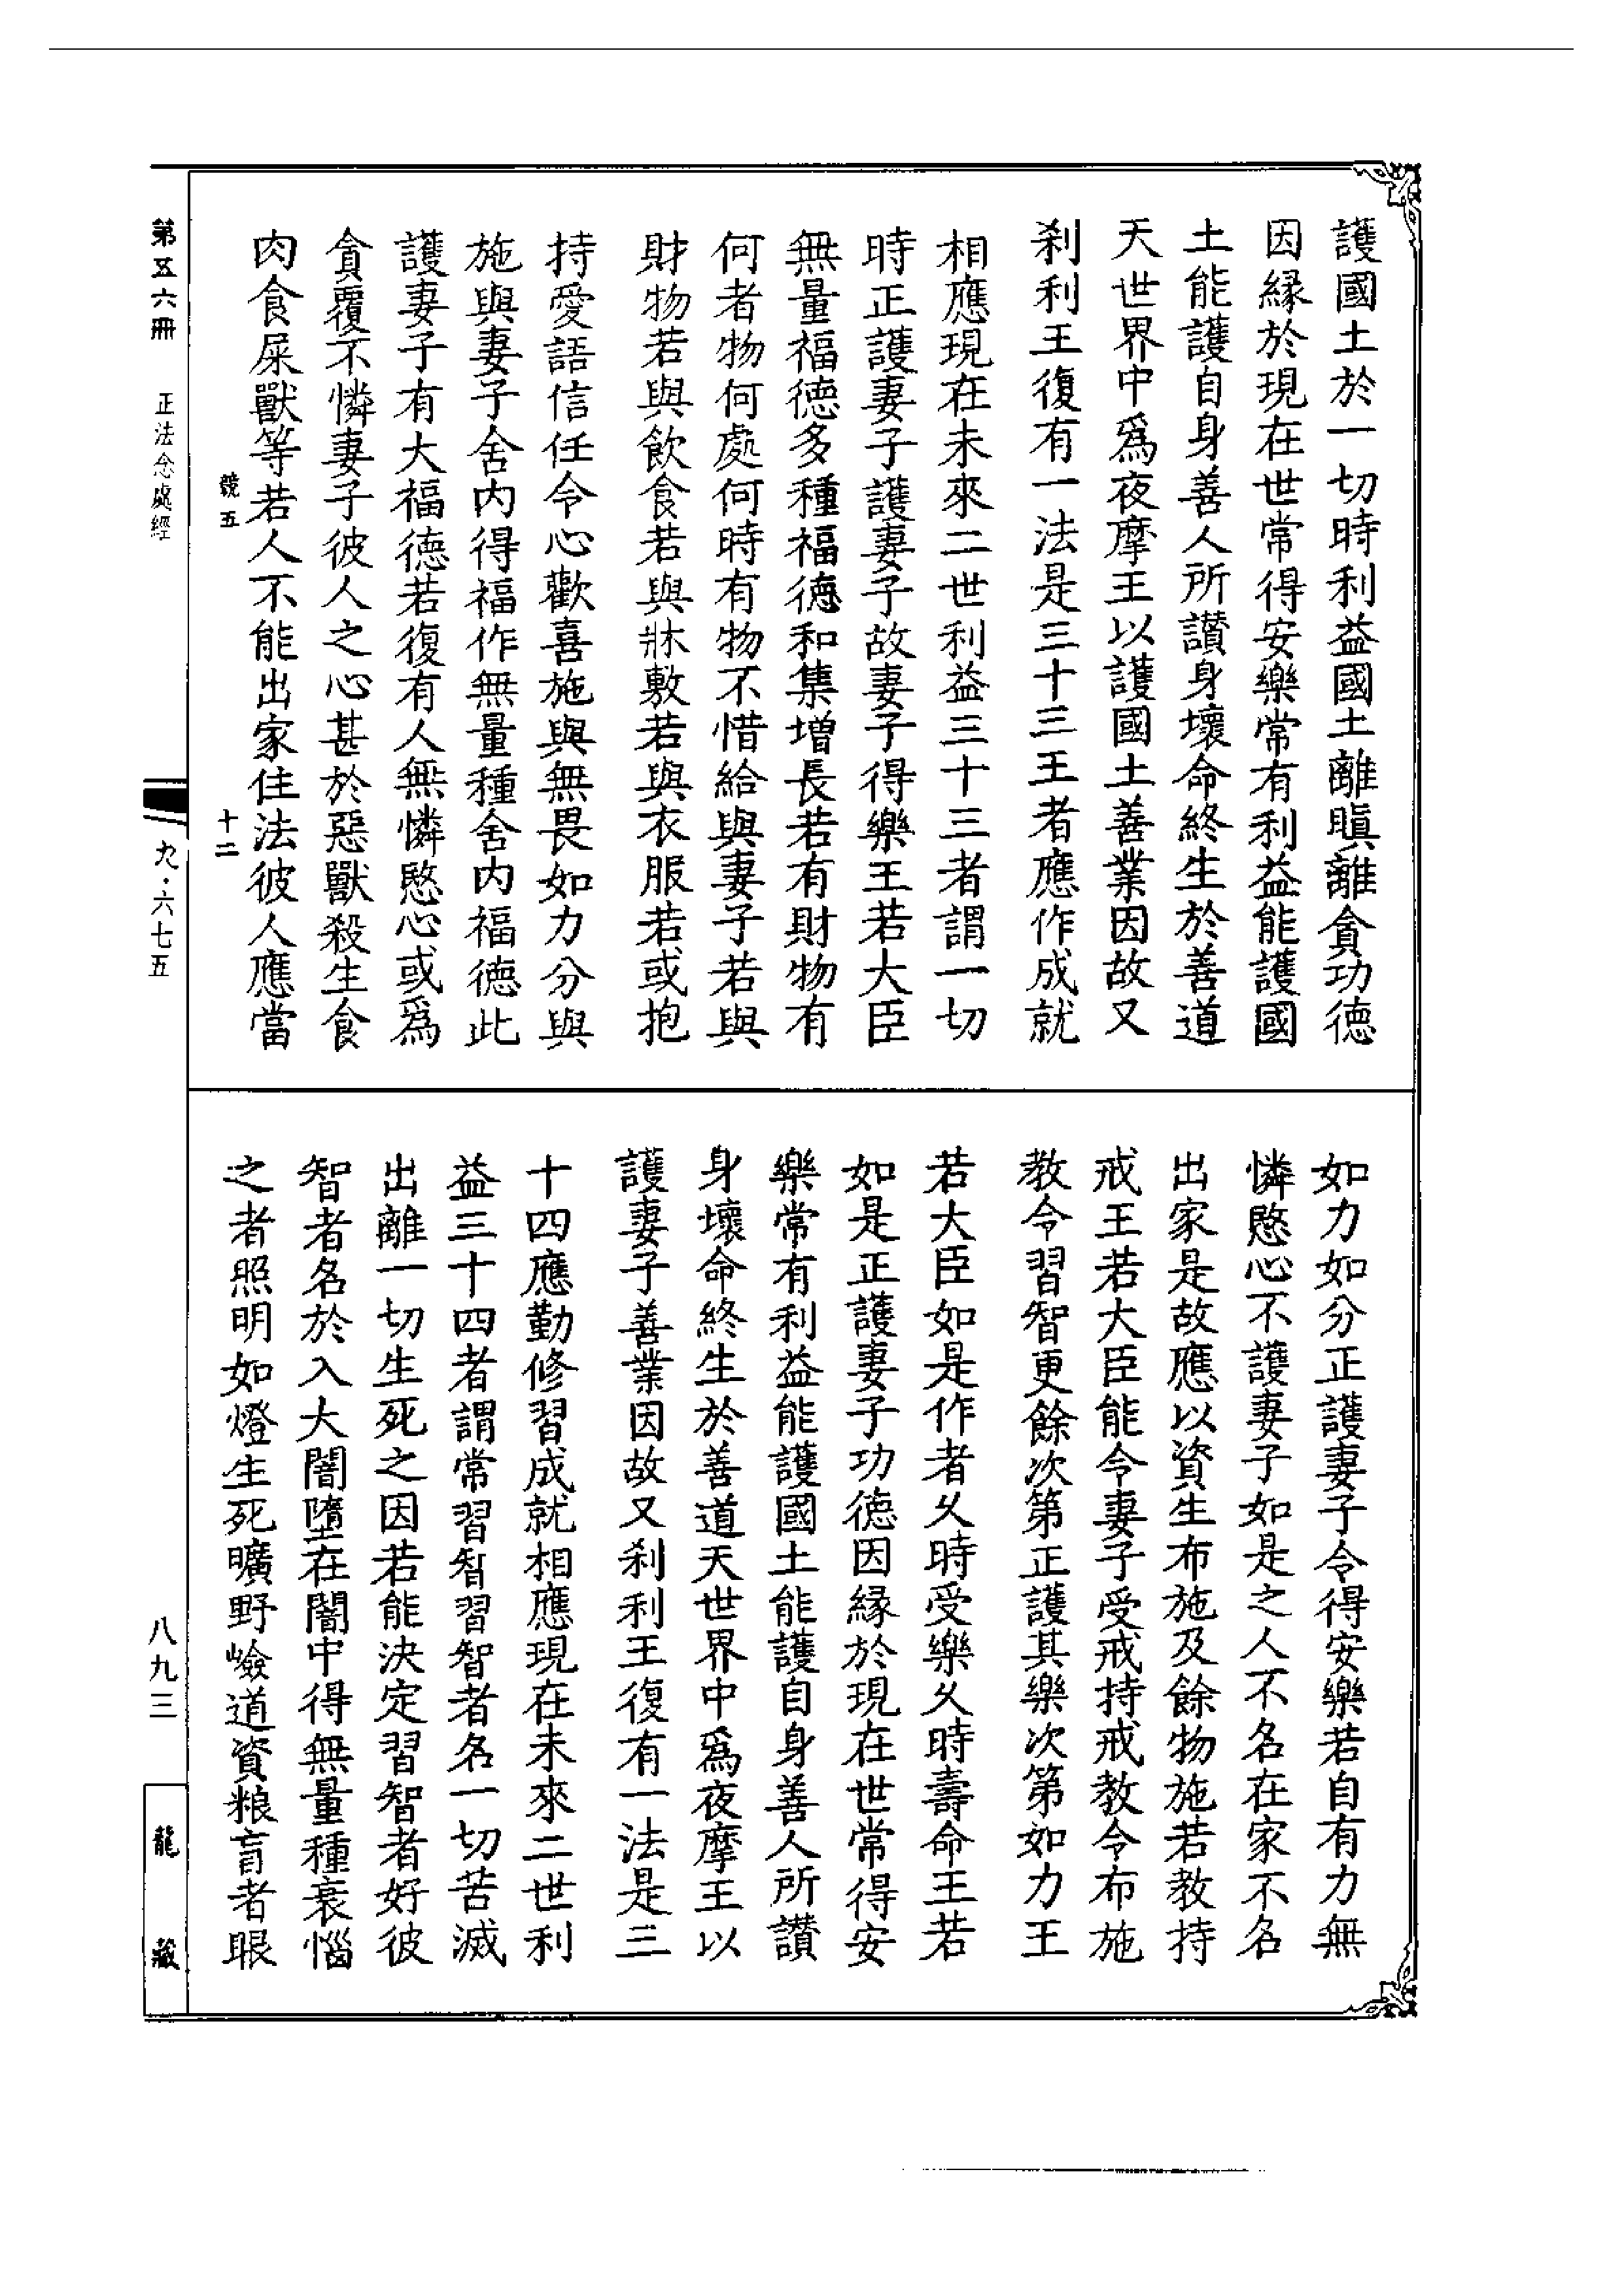 護國土於一切時利益國土離瞋離貪功德
因緣於現在世常得安樂常有利益能護國
土能護自身善人所讚身壞命終生於善道
天世界中爲夜摩王以護國土善業因故又
刹利王復有一法是三十三王者應作成就
相應現在未來二世利益三十三者謂一切
時正護妻子護妻子故妻子得樂王若大臣
無量福德多種福德和集增長若有財物有
何者物何處何時有物不惜給與妻子若與
財物若與飲食若與牀敷若與衣服若或抱
持愛語信任令心歡喜施與無畏如力分與
施與妻子舍內得福作無量種舍內福德此
護妻子有大福德若復有人無憐愍心或爲
貪覆不憐妻子彼人之心甚於惡獸殺生食
肉食屎獸等若人不能出家住法彼人應當
如力如分正護妻子令得安樂若自有力無
憐愍心不護妻子如是之人不名在家不名
出家是故應以資生布施及餘物施若教持
戒王若大臣能令妻子受戒持戒教令布施
教令習智更餘次第正護其樂次第如力王
若大臣如是作者久時受樂久時壽命王若
如是正護妻子功德因緣於現在世常得安
樂常有利益能護國土能護自身善人所讚
身壞命終生於善道天世界中爲夜摩王以
護妻子善業因故又刹利王復有一法是三
十四應勤修習成就相應現在未來二世利
益三十四者謂常習智習智者名一切苦滅
出離一切生死之因若能決定習智者好彼
智者名於入大闇墮在闇中得無量種衰惱
之者照明如燈生死曠野嶮道資粮盲者眼
兢五
十二
第五六冊
正法念處經
九·六七五
八九三
龍藏